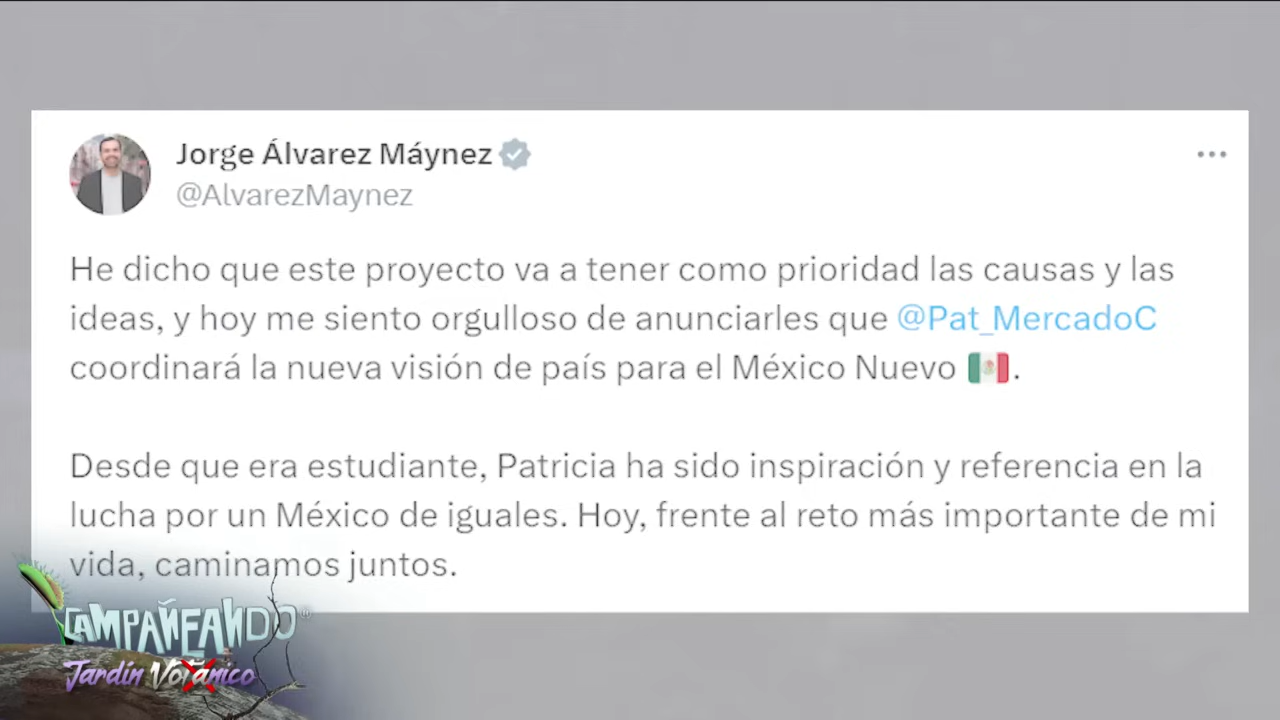 Jorge Álvarez Máynez
@AlvarezMaynez
He dicho que este proyecto va a tener como prioridad las causas y las
ideas, y hoy me siento orgulloso de anunciarles que @Pat_MercadoC
coordinará la nueva visión de país para el México Nuevo 🇲🇽.
Desde que era estudiante, Patricia ha sido inspiración y referencia en la
lucha por un México de iguales. Hoy, frente al reto más importante de mi
vida, caminamos juntos.
CAMPAÑEANDO
Jardín Votánico